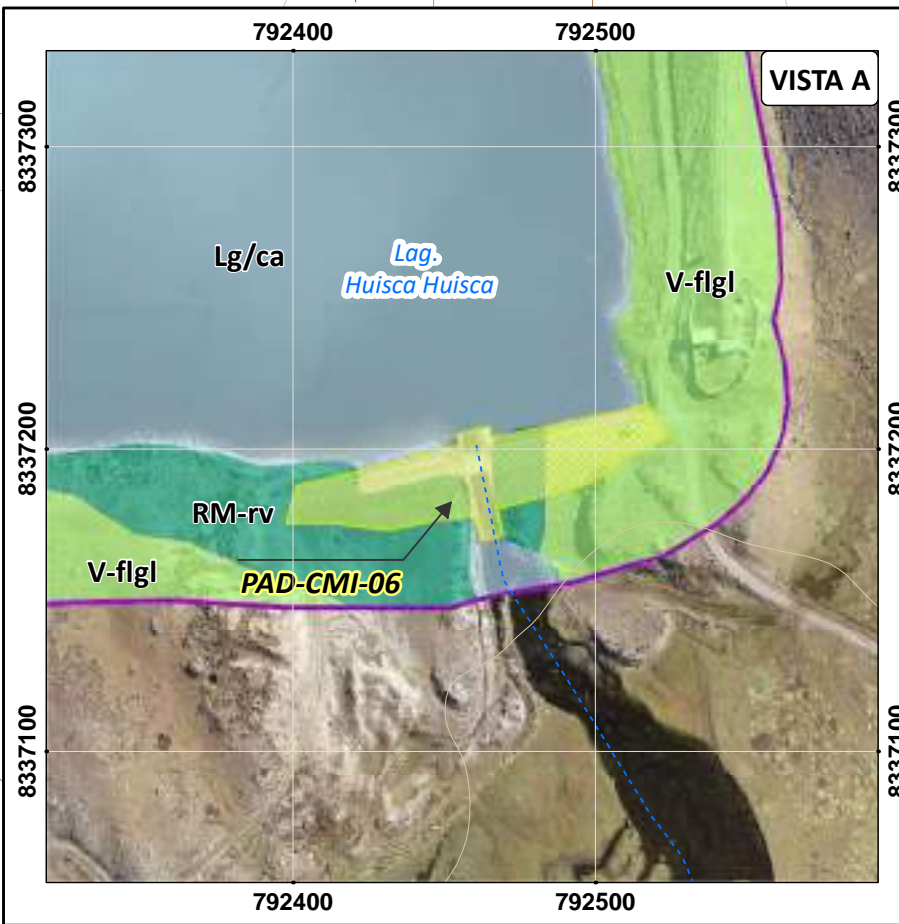 792400
792500
VISTA A
8337300
8337300
Lg/ca
Lag.
Huisca Huisca
V-flgl
8337200
8337200
RM-rv
V-flgl
PAD-CMI-06
8337100
8337100
792400
792500